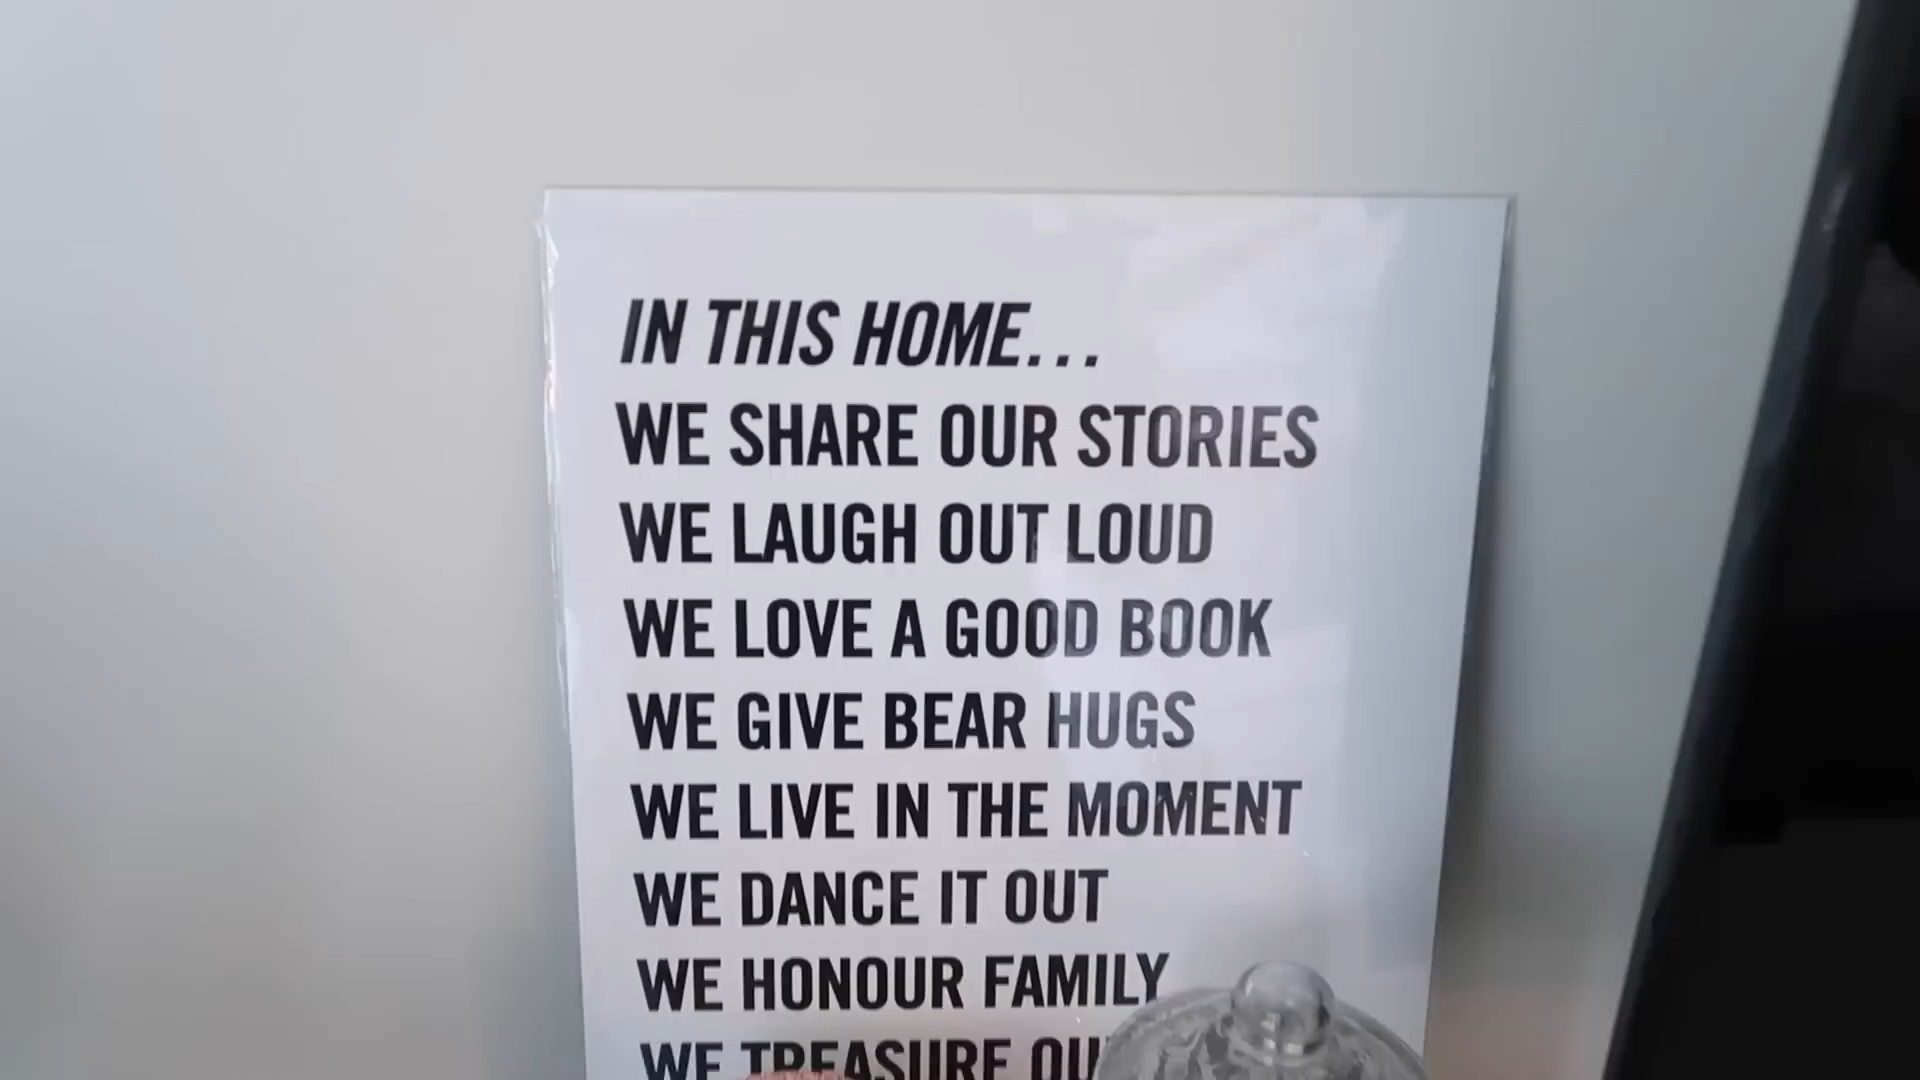 IN THIS HOME...
WE SHARE OUR STORIES
WE LAUGH OUT LOUD
WE LOVE A GOOD BOOK
WE GIVE BEAR HUGS
WE LIVE IN THE MOMENT
WE DANCE IT OUT
WE HONOUR FAMILY
WE TREASURE